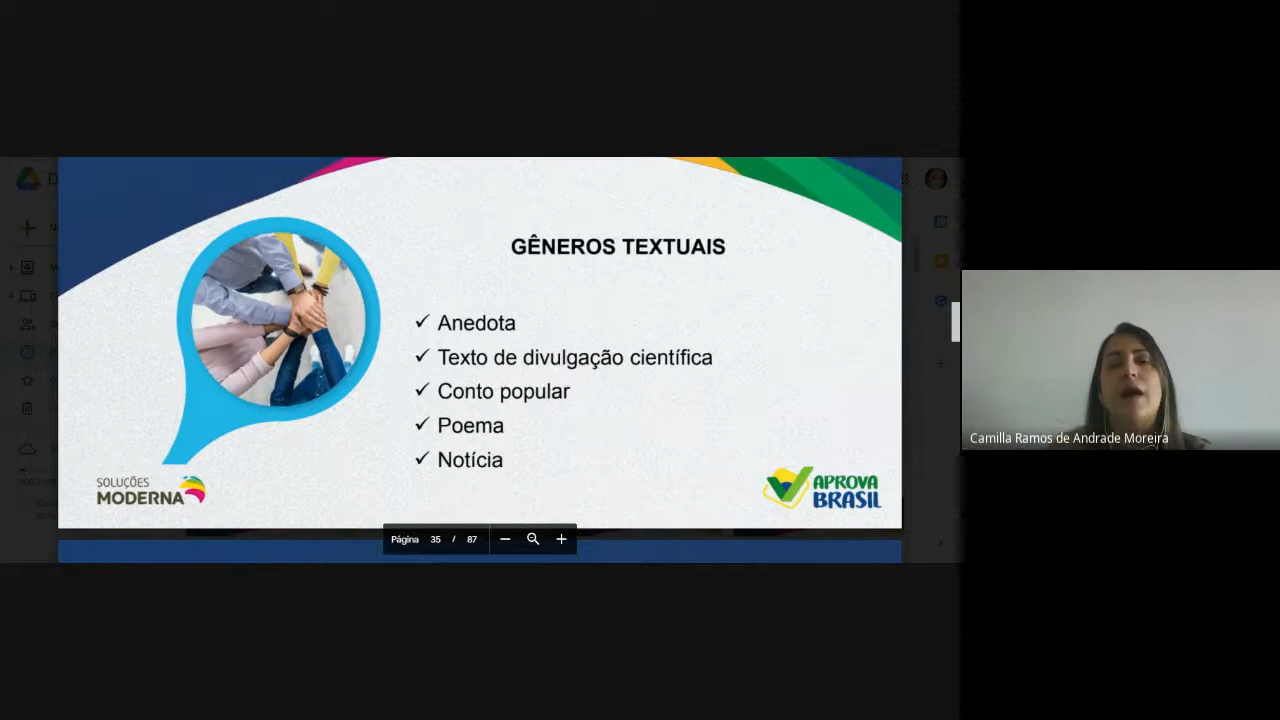 GÊNEROS TEXTUAIS
✓ Anedota
✓ Texto de divulgação científica
✓ Conto popular
✓ Poema
✓ Notícia
SOLUÇÕES
MODERNA
APROVA
BRASIL
Página 35 / 87
Camilla Ramos de Andrade Moreira